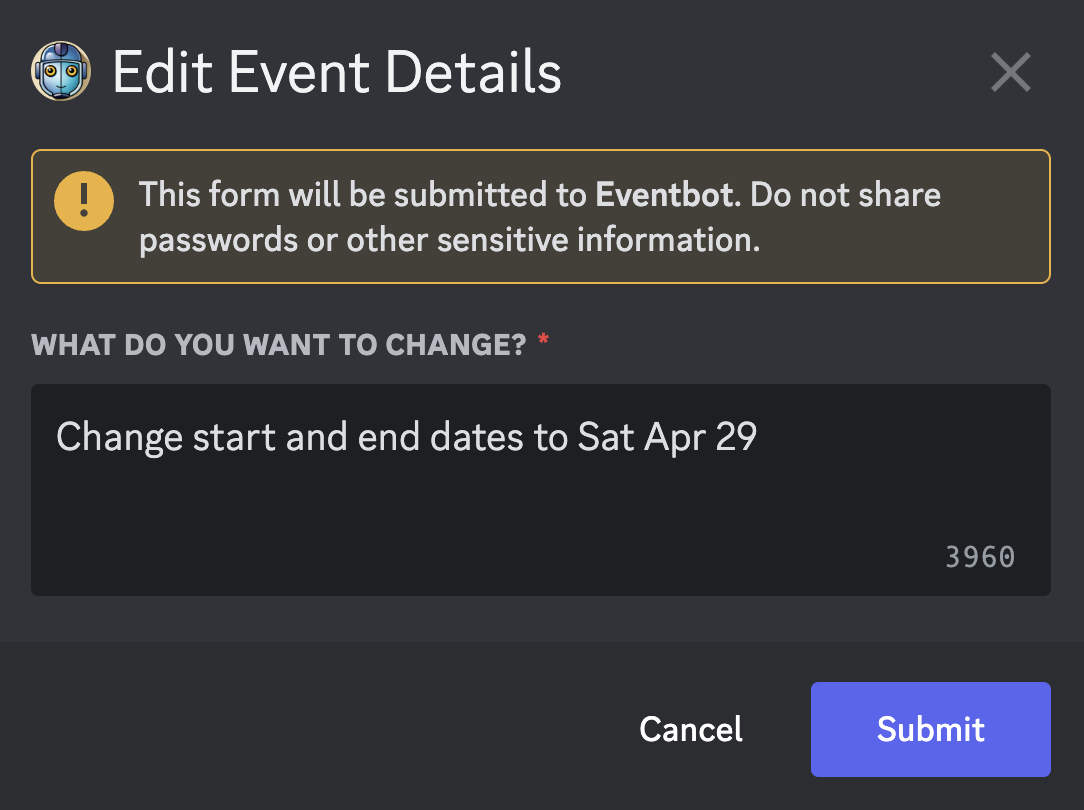 Edit Event Details
This form will be submitted to Eventbot. Do not share
passwords or other sensitive information.
WHAT DO YOU WANT TO CHANGE? *
Change start and end dates to Sat Apr 29
3960
Cancel
Submit